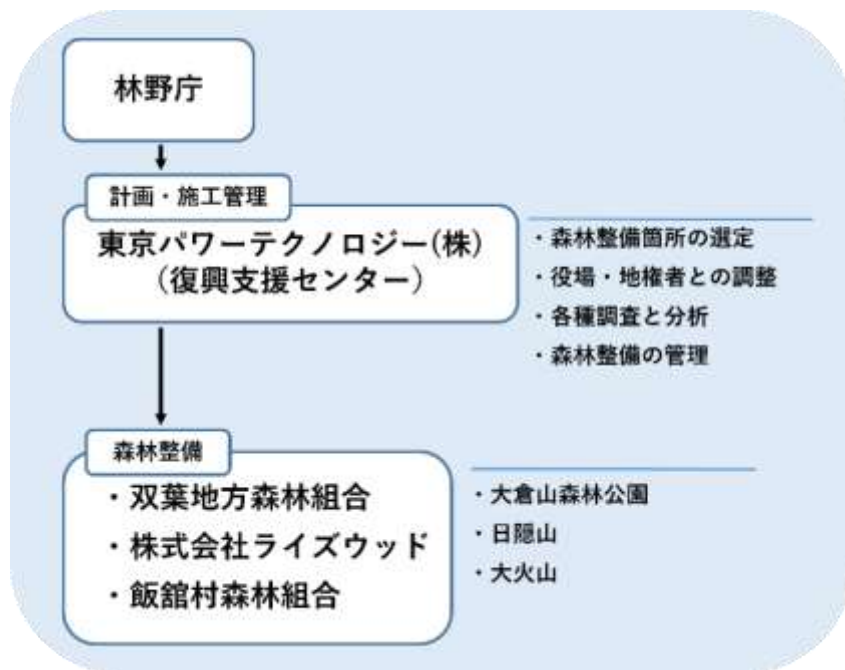 林野庁
計画・施工管理
東京パワーテクノロジー(株)
（復興支援センター）
・森林整備箇所の選定
・役場・地権者との調整
・各種調査と分析
・森林整備の管理
森林整備
・双葉地方森林組合
・株式会社ライズウッド
・飯舘村森林組合
・大倉山森林公園
・日隠山
・大火山